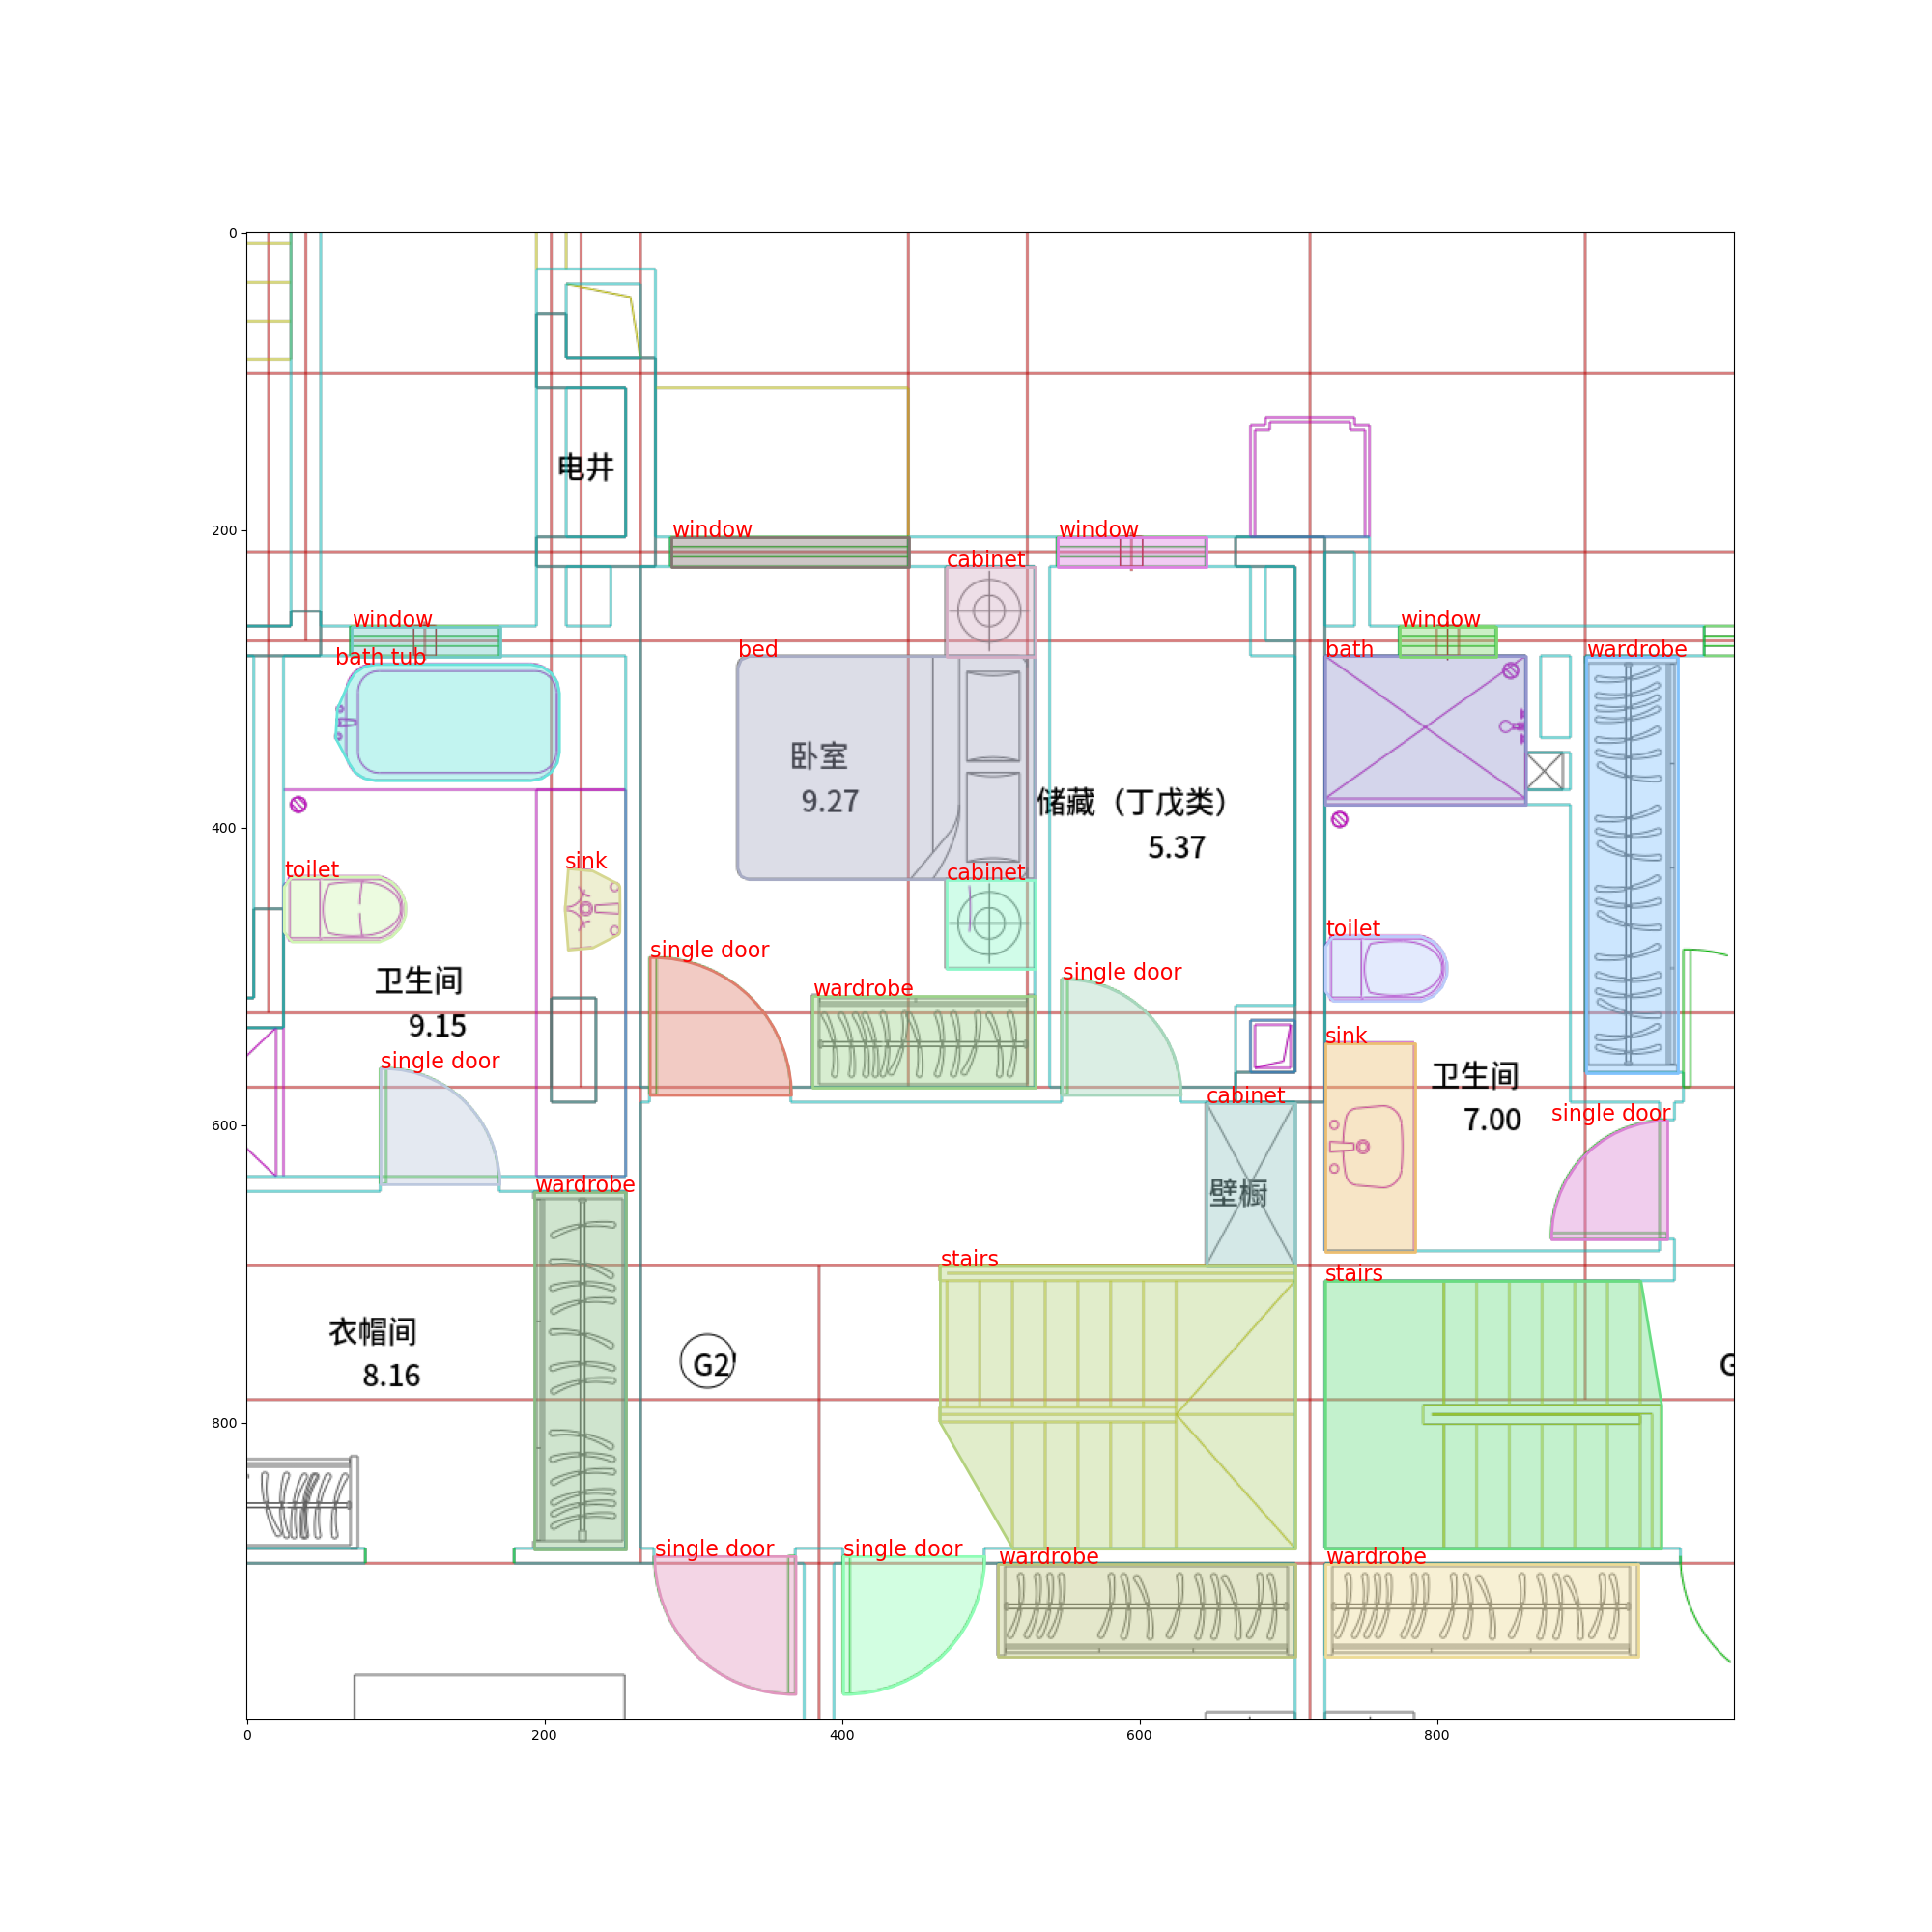 0
电井
200
window
window
cabinet
window
window
bath tub
bed
bath
wardrobe
卧室
9.27
储藏（丁戊类）
5.37
400
toilet
sink
cabinet
toilet
single door
single door
wardrobe
卫生间
9.15
sink
single door
卫生间
7.00
cabinet
single door
600
wardrobe
壁橱
stairs
stairs
衣帽间
8.16
G2'
G
800
single door
single door
wardrobe
wardrobe
0
200
400
600
800